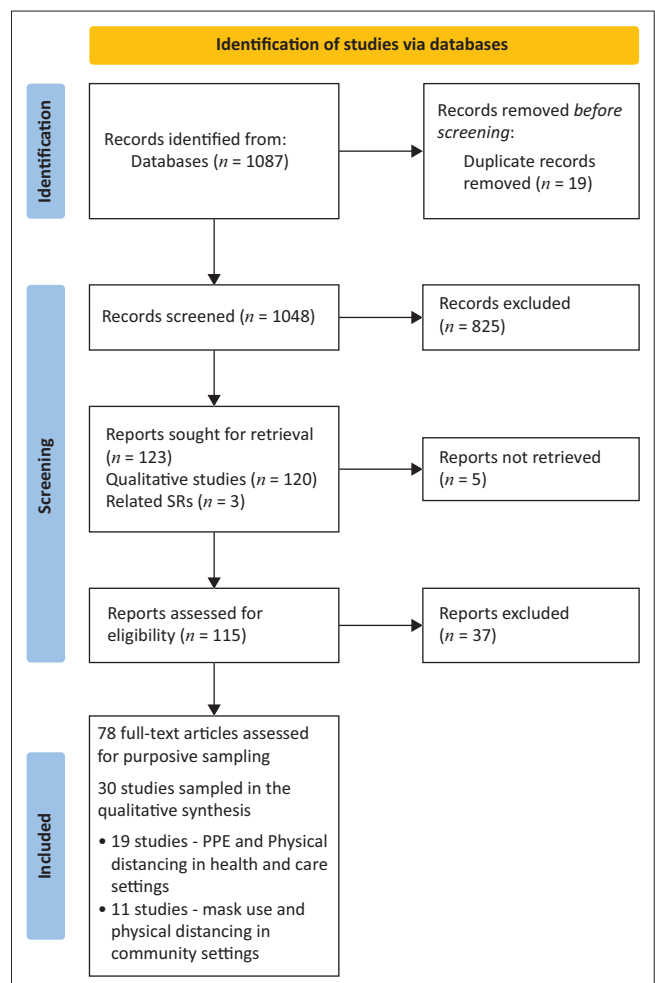 Identification of studies via databases
Identification
Records identified from:
Databases (n = 1087)
Records removed before
screening:
Duplicate records
removed (n = 19)
Screening
Records screened (n = 1048)
Records excluded
(n = 825)
Reports sought for retrieval
(n = 123)
Qualitative studies (n = 120)
Related SRs (n = 3)
Reports not retrieved
(n = 5)
Reports assessed for
eligibility (n = 115)
Reports excluded
(n = 37)
Included
78 full-text articles assessed
for purposive sampling
30 studies sampled in the
qualitative synthesis
• 19 studies - PPE and Physical
distancing in health and care
settings
• 11 studies - mask use and
physical distancing in
community settings